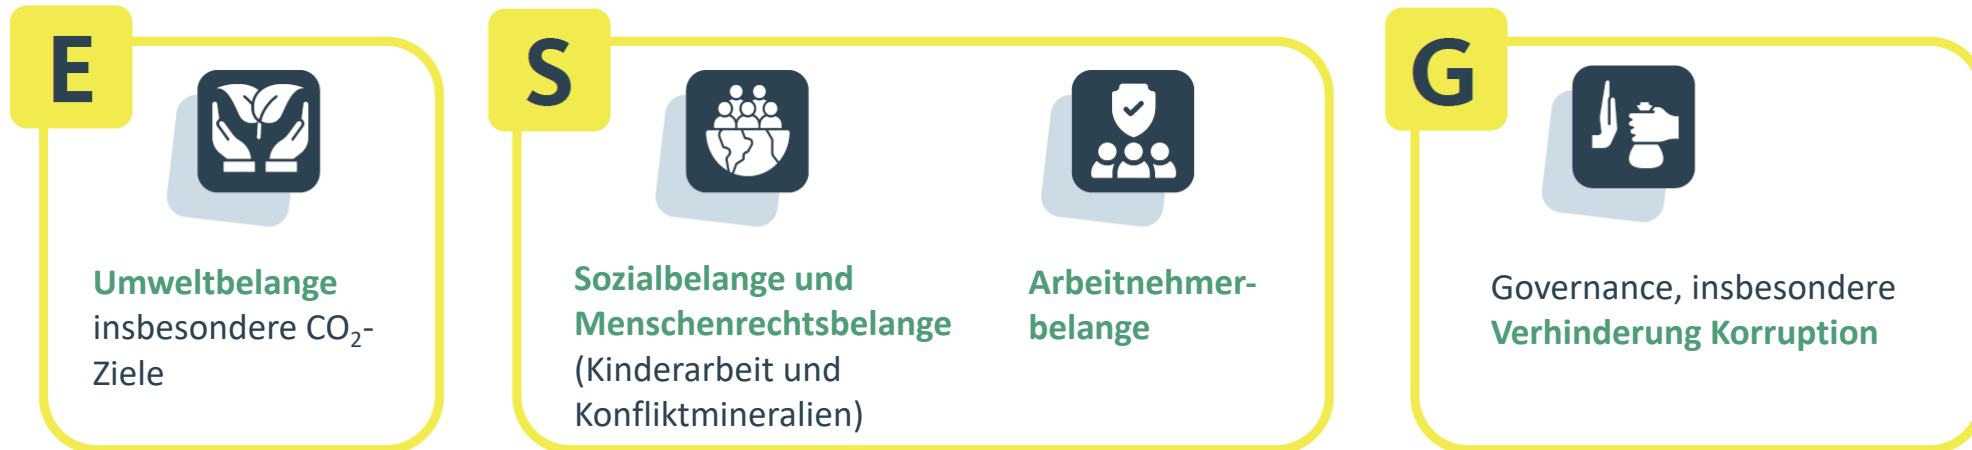 E
Umweltbelange
insbesondere CO₂-
Ziele
S
Sozialbelange und
Menschenrechtsbelange
(Kinderarbeit und
Konfliktmineralien)
Arbeitnehmer-
belange
G
Governance, insbesondere
Verhinderung Korruption